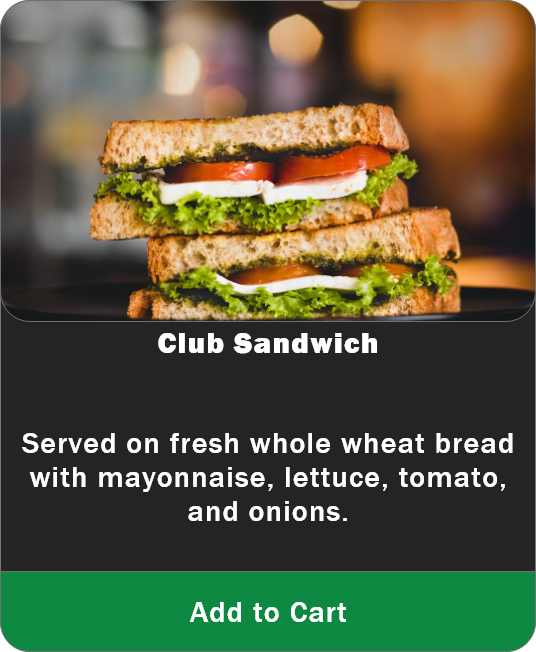 Club Sandwich
Served on fresh whole wheat bread
with mayonnaise, lettuce, tomato,
and onions.
Add to Cart